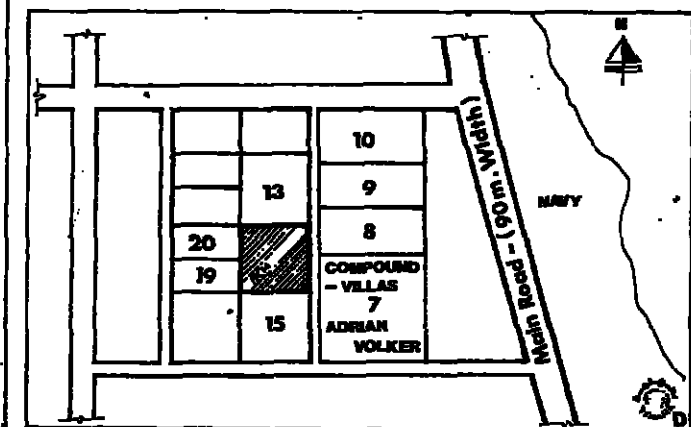 N
10
13
9
NAVY
8
20
COMPOUND
- VILLAS
19
7
15
ADRIAN
VOLKER
Main Road - (90m. Width)
D